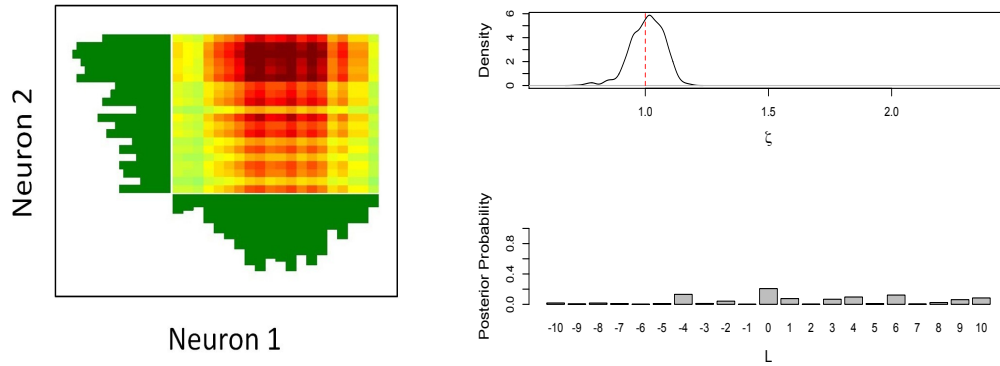 Neuron 2
Neuron 1
Density
6
4
2
0
1.0
1.5
2.0
ζ
Posterior Probability
0.8
0.4
0.0
-10 -9 -8 -7 -6 -5 -4 -3 -2 -1 0 1 2 3 4 5 6 7 8 9 10
L